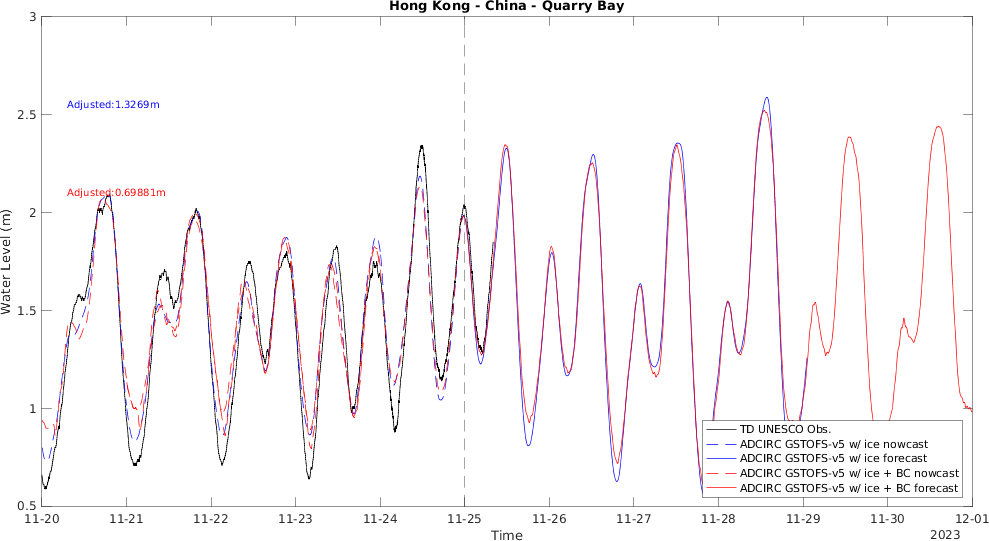 Hong Kong - China - Quarry Bay
3
2.5
2
1.5
1
0.5
Water Level (m)
Adjusted:1.3269m
Adjusted:0.69881m
TD UNESCO Obs.
ADCIRC GSTOFS-v5 w/ ice nowcast
ADCIRC GSTOFS-v5 w/ ice forecast
ADCIRC GSTOFS-v5 w/ ice + BC nowcast
ADCIRC GSTOFS-v5 w/ ice + BC forecast
11-20 11-21 11-22 11-23 11-24 11-25 11-26 11-27 11-28 11-29 11-30 12-01
Time
2023